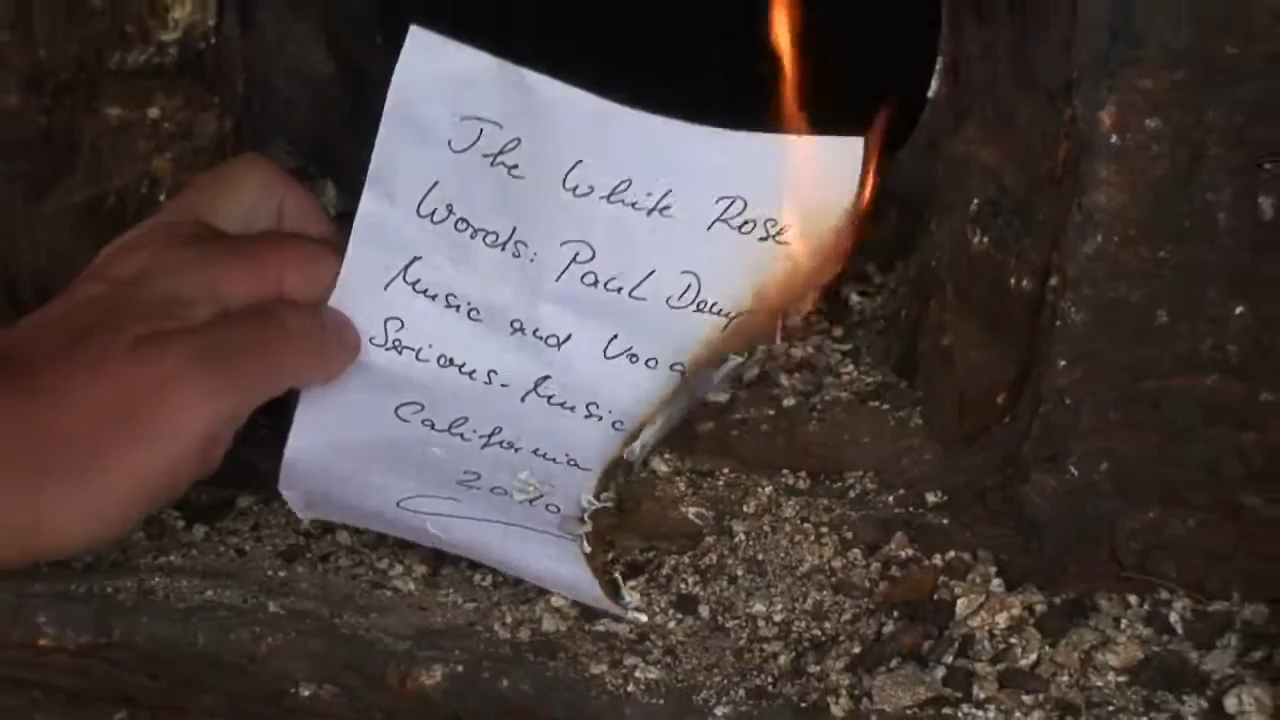 The White Rose
Words: Paul
Music and
Serious-Music
California
2010